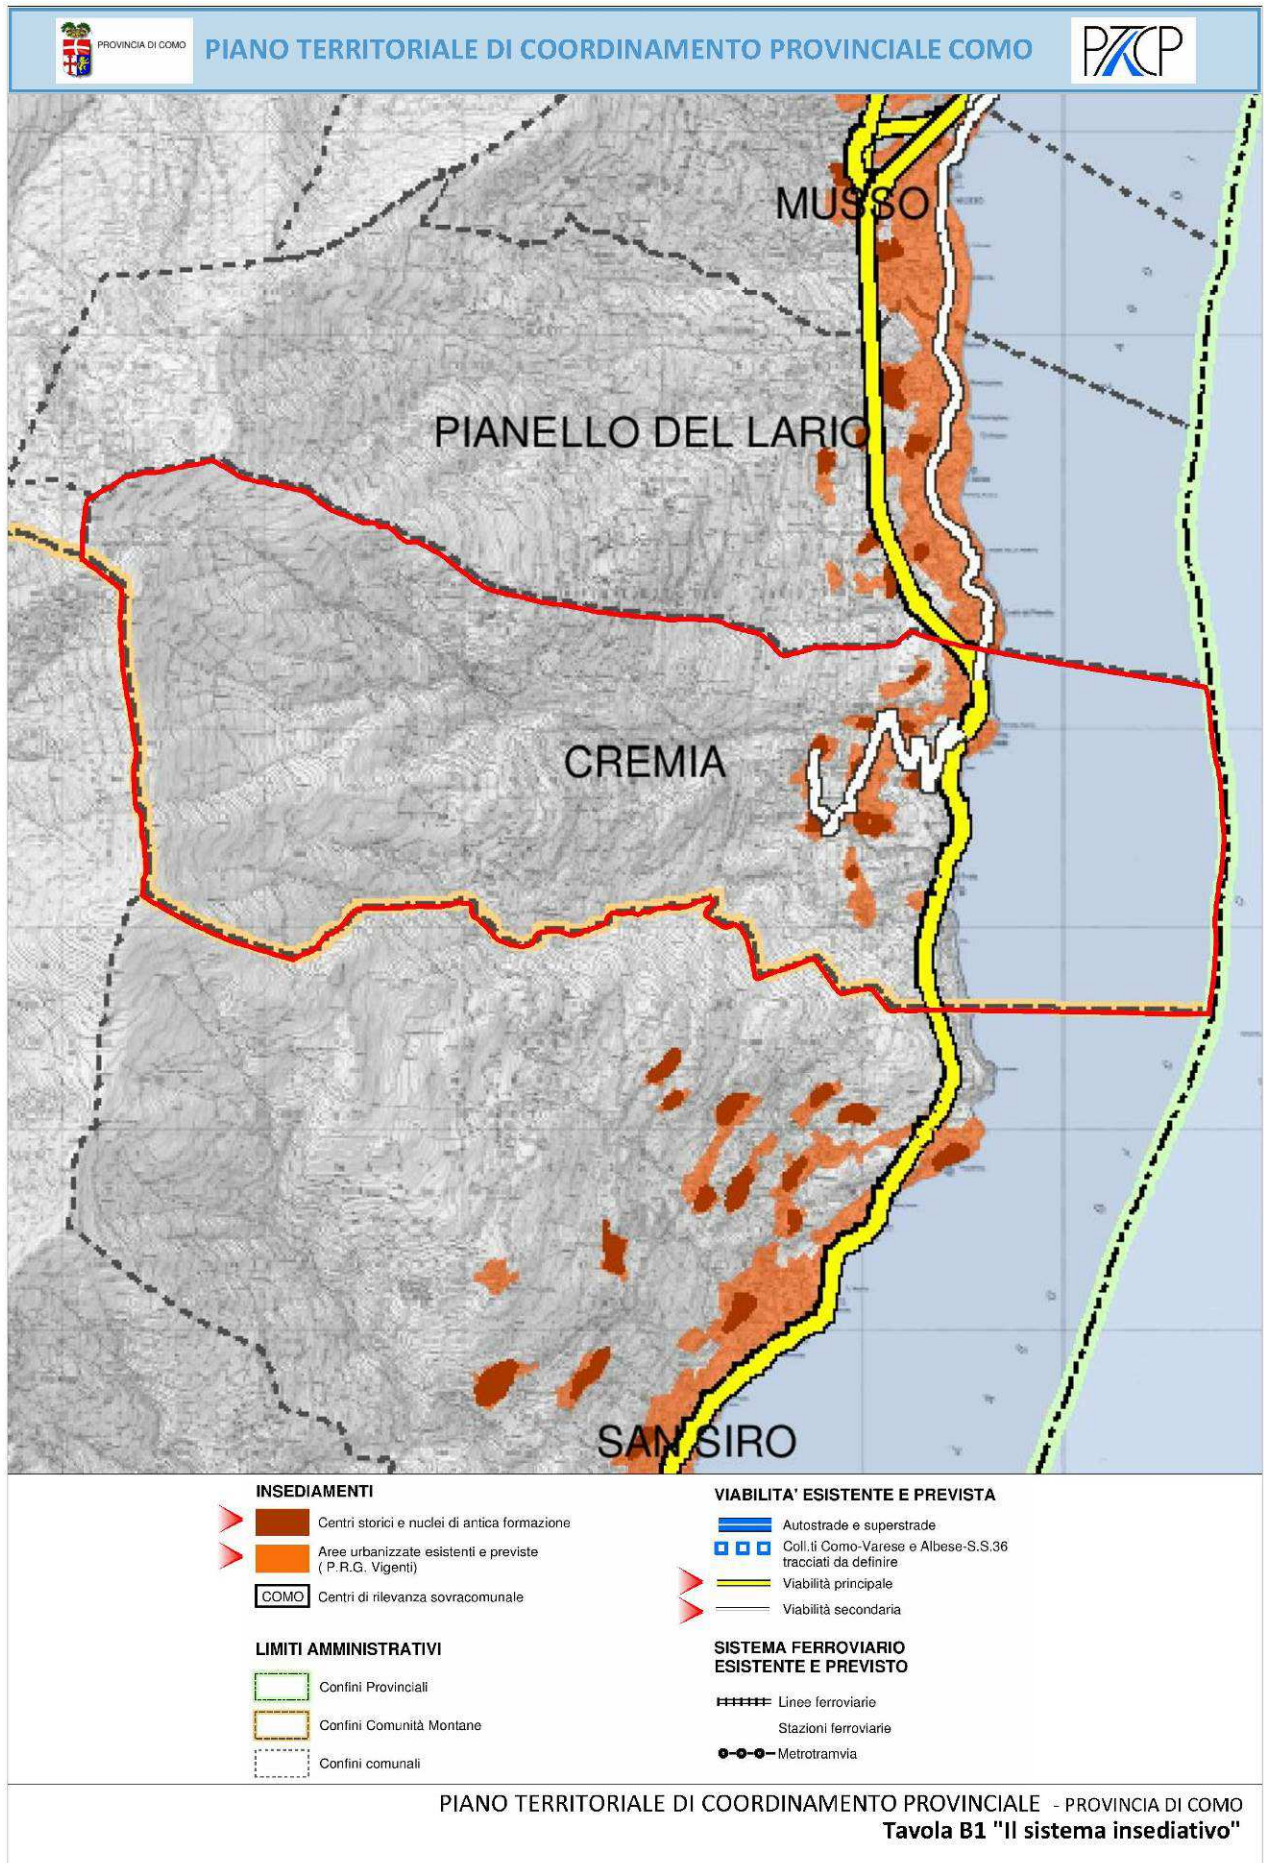 PROVINCIA DI COMO
PIANO TERRITORIALE DI COORDINAMENTO PROVINCIALE COMO
PTCP
MUSSO
PIANELLO DEL LARIO
CREMIA
SAN SIRO
INSEDIAMENTI
Centri storici e nuclei di antica formazione
Aree urbanizzate esistenti e previste
( P.R.G. Vigenti)
COMO Centri di rilevanza sovracomunale
LIMITI AMMINISTRATIVI
Confini Provinciali
Confini Comunità Montane
Confini comunali
VIABILITA' ESISTENTE E PREVISTA
Autostrade e superstrade
Coll.ti Como-Varese e Albese-S.S.36
tracciati da definire
Viabilità principale
Viabilità secondaria
SISTEMA FERROVIARIO
ESISTENTE E PREVISTO
Linee ferroviarie
Stazioni ferroviarie
Metrotramvia
PIANO TERRITORIALE DI COORDINAMENTO PROVINCIALE - PROVINCIA DI COMO
Tavola B1 "Il sistema insediativo"